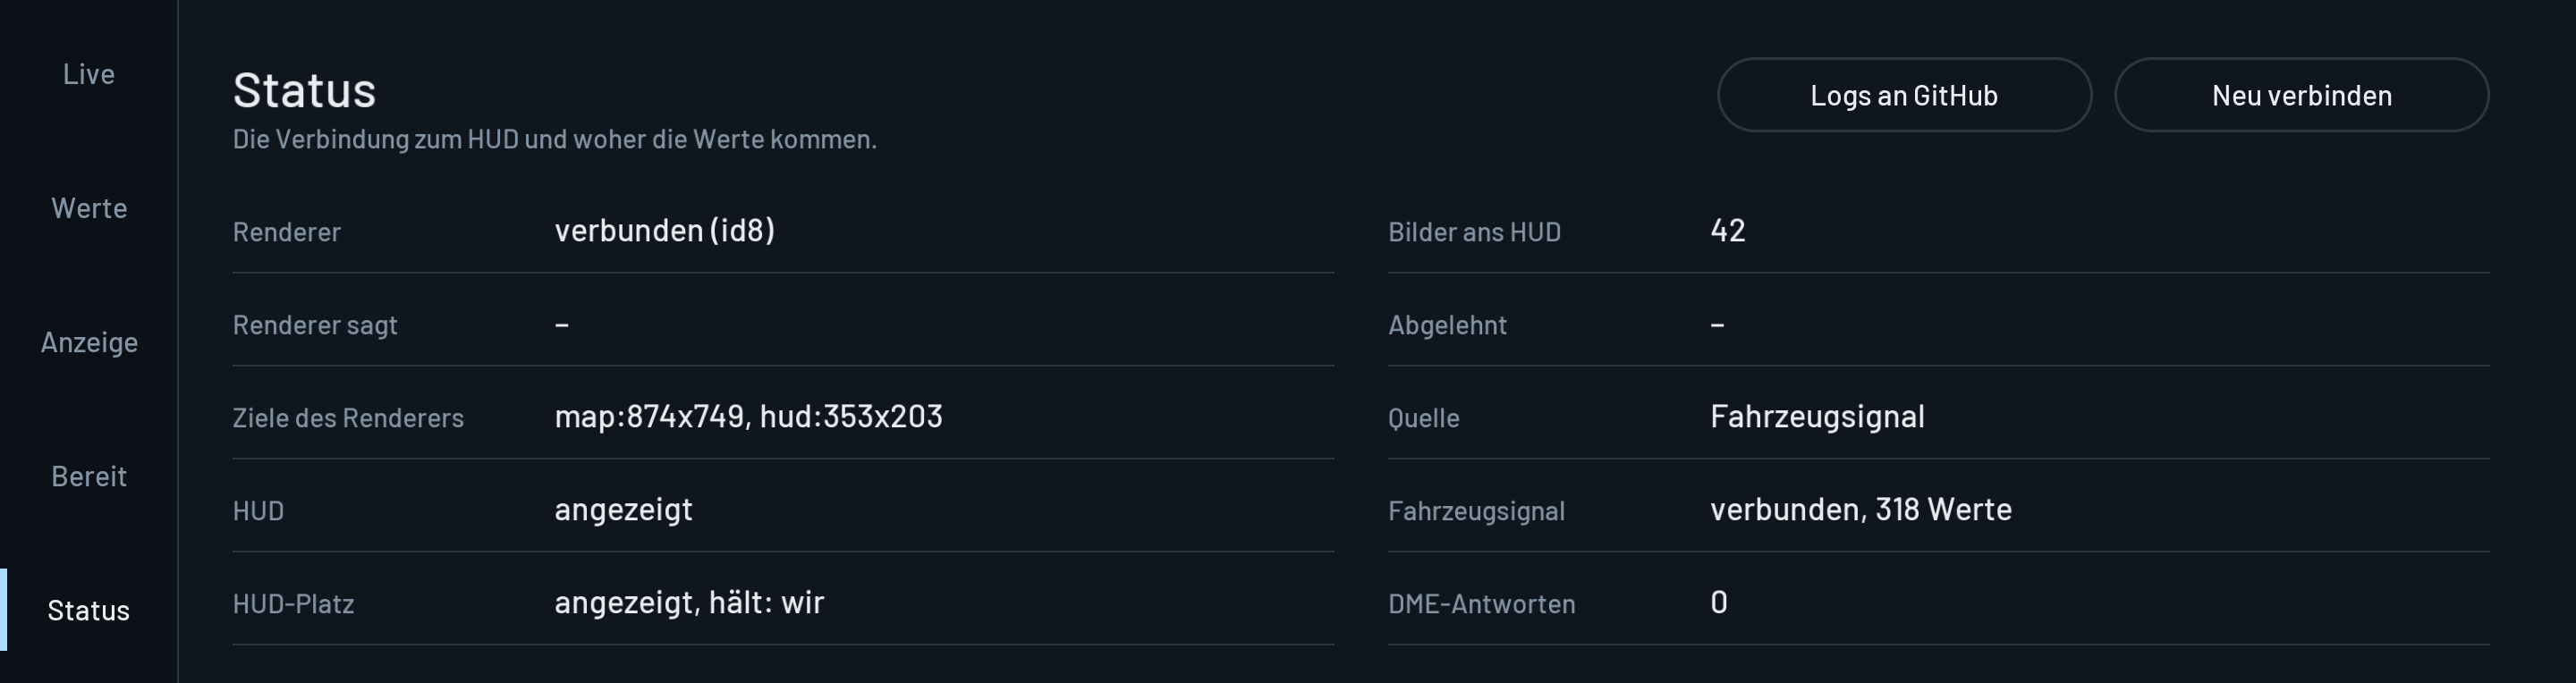 Live
Werte
Anzeige
Bereit
Status
Status
Die Verbindung zum HUD und woher die Werte kommen.
Logs an GitHub
Neu verbinden
Renderer verbunden (id8)
Renderer sagt –
Ziele des Renderers map:874x749, hud:353x203
HUD angezeigt
HUD-Platz angezeigt, hält: wir
Bilder ans HUD 42
Abgelehnt –
Quelle Fahrzeugsignal
Fahrzeugsignal verbunden, 318 Werte
DME-Antworten 0